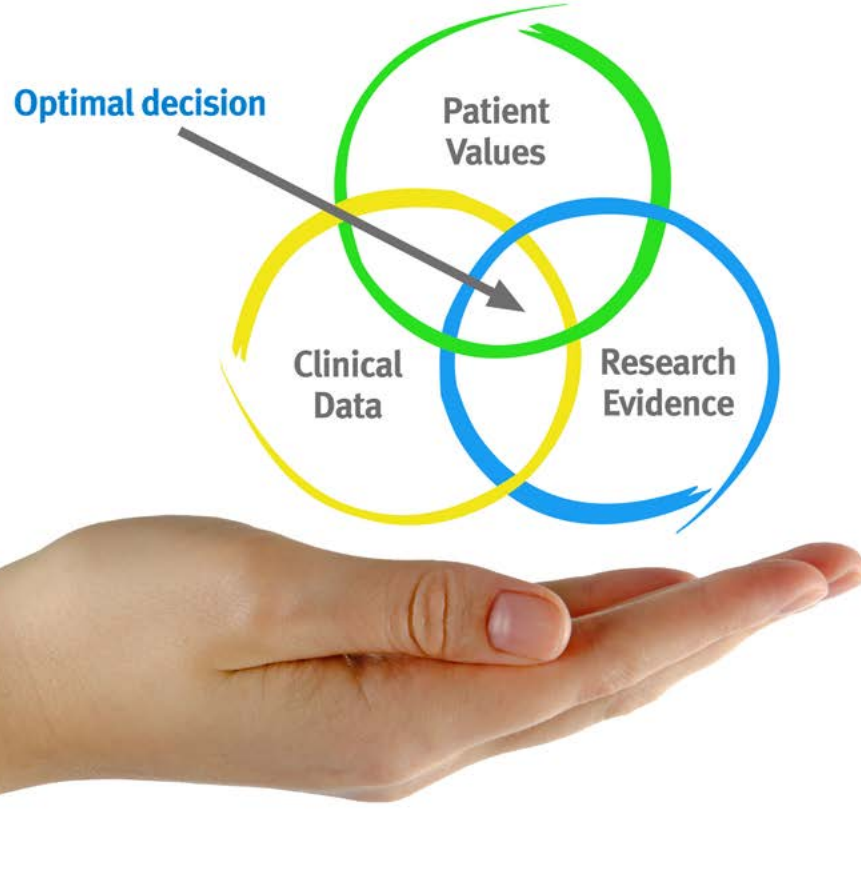 Optimal decision
Patient
Values
Clinical
Data
Research
Evidence